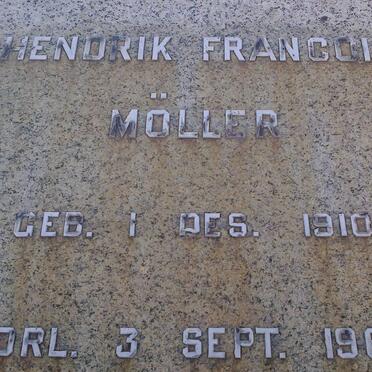 HENDRIK FRANCOI
MÖLLER
GEB. 1 DES. 1910
ORL. 3 SEPT. 19